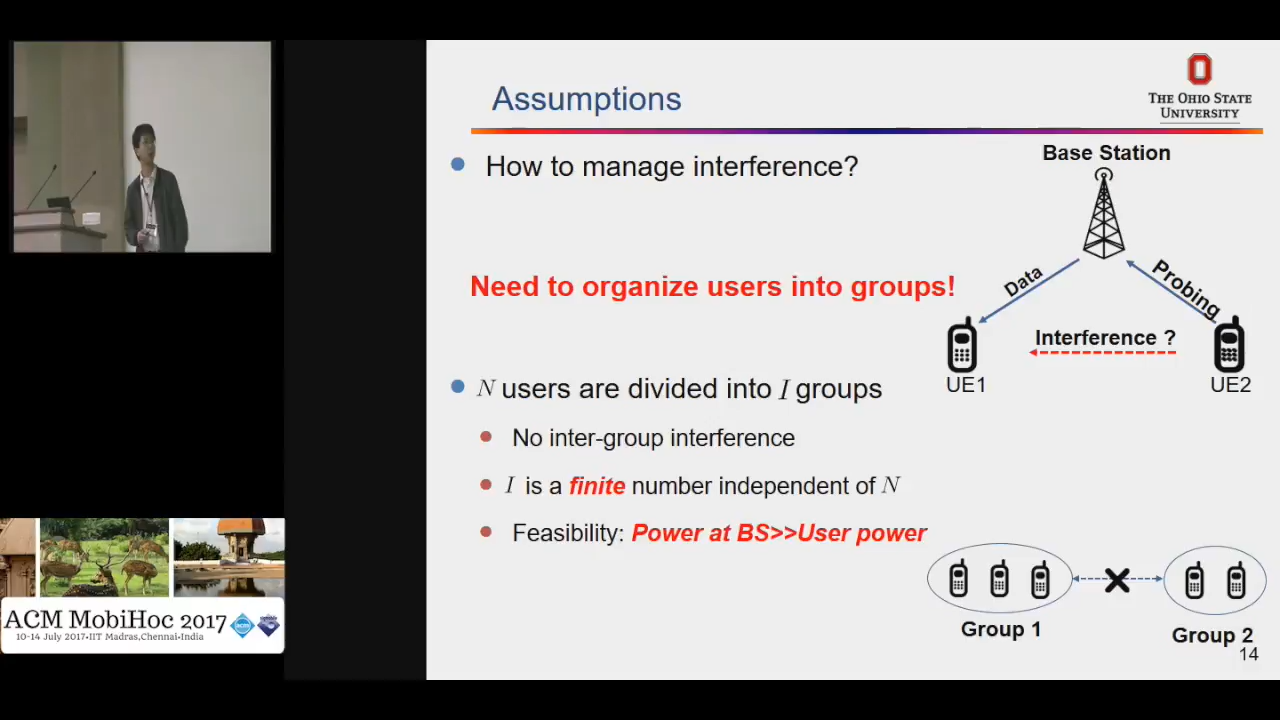 Assumptions
THE OHIO STATE
UNIVERSITY
How to manage interference?
Base Station
Need to organize users into groups!
Data
Probing
Interference ?
UE1
UE2
N users are divided into I groups
No inter-group interference
I is a finite number independent of N
Feasibility: Power at BS>>User power
Group 1
Group 2
14
ACM MobiHoc 2017
10-14 July 2017•IIT Madras,Chennai•India